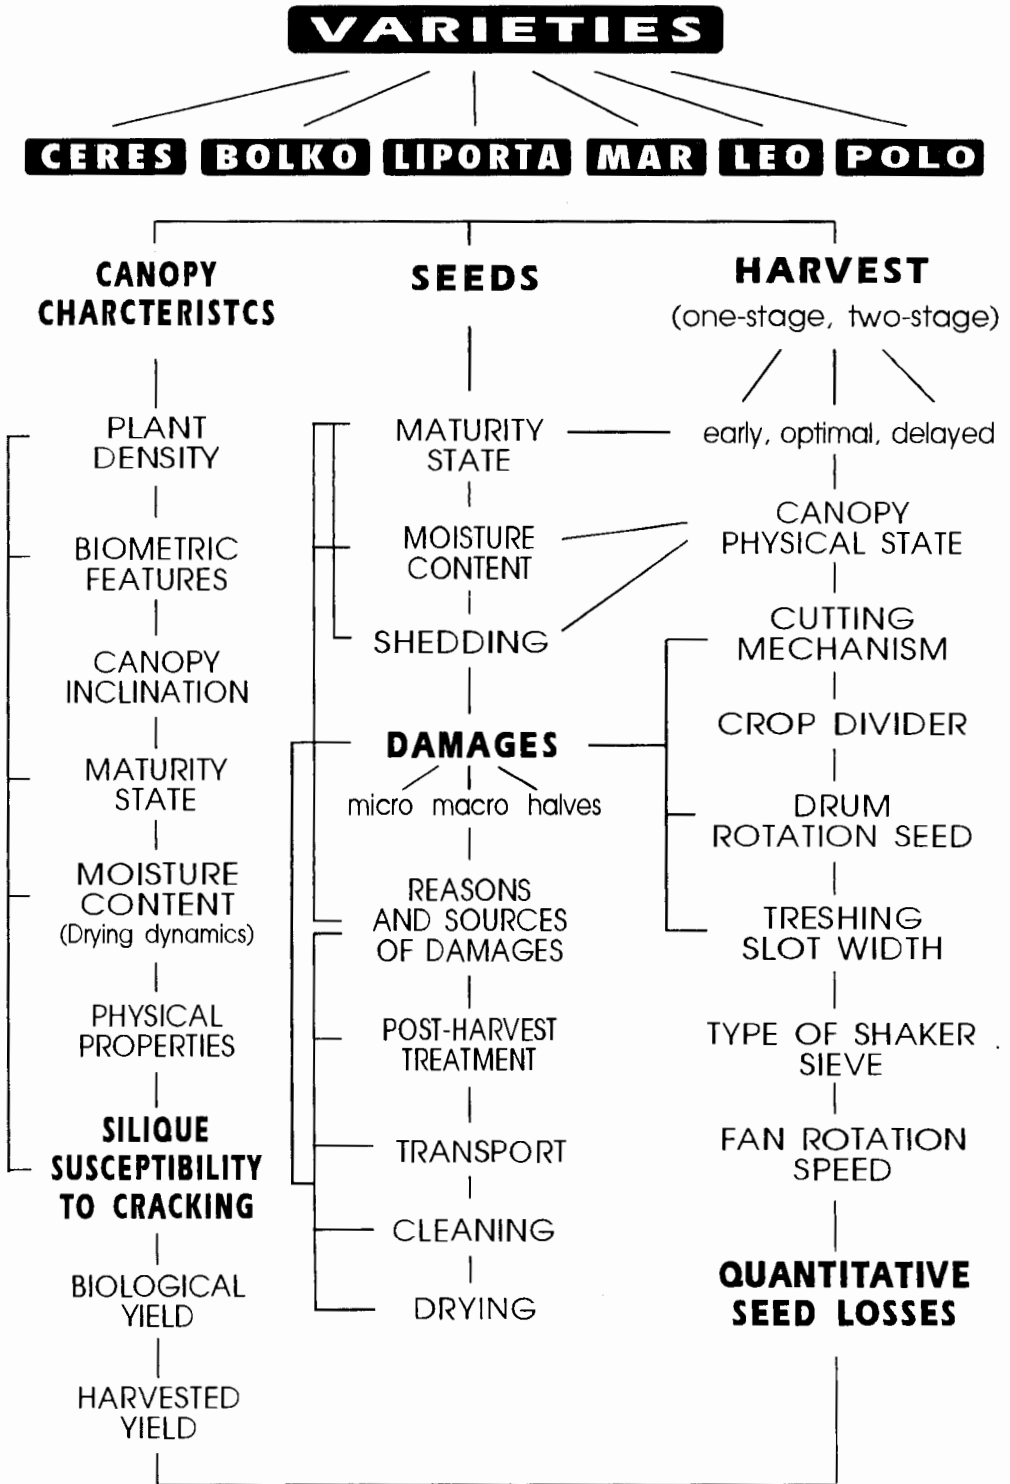 VARIETIES
CERES BOLKO LIPORTA MAR LEO POLO
CANOPY
CHARCTERISTCS
PLANT
DENSITY
BIOMETRIC
FEATURES
CANOPY
INCLINATION
MATURITY
STATE
MOISTURE
CONTENT
(Drying dynamics)
PHYSICAL
PROPERTIES
SILIQUE
SUSCEPTIBILITY
TO CRACKING
BIOLOGICAL
YIELD
HARVESTED
YIELD
SEEDS
MATURITY
STATE
MOISTURE
CONTENT
SHEDDING
DAMAGES
micro macro halves
REASONS
AND SOURCES
OF DAMAGES
POST-HARVEST
TREATMENT
TRANSPORT
CLEANING
DRYING
HARVEST
(one-stage, two-stage)
early, optimal, delayed
CANOPY
PHYSICAL STATE
CUTTING
MECHANISM
CROP DIVIDER
DRUM
ROTATION SEED
TRESHING
SLOT WIDTH
TYPE OF SHAKER
SIEVE
FAN ROTATION
SPEED
QUANTITATIVE
SEED LOSSES